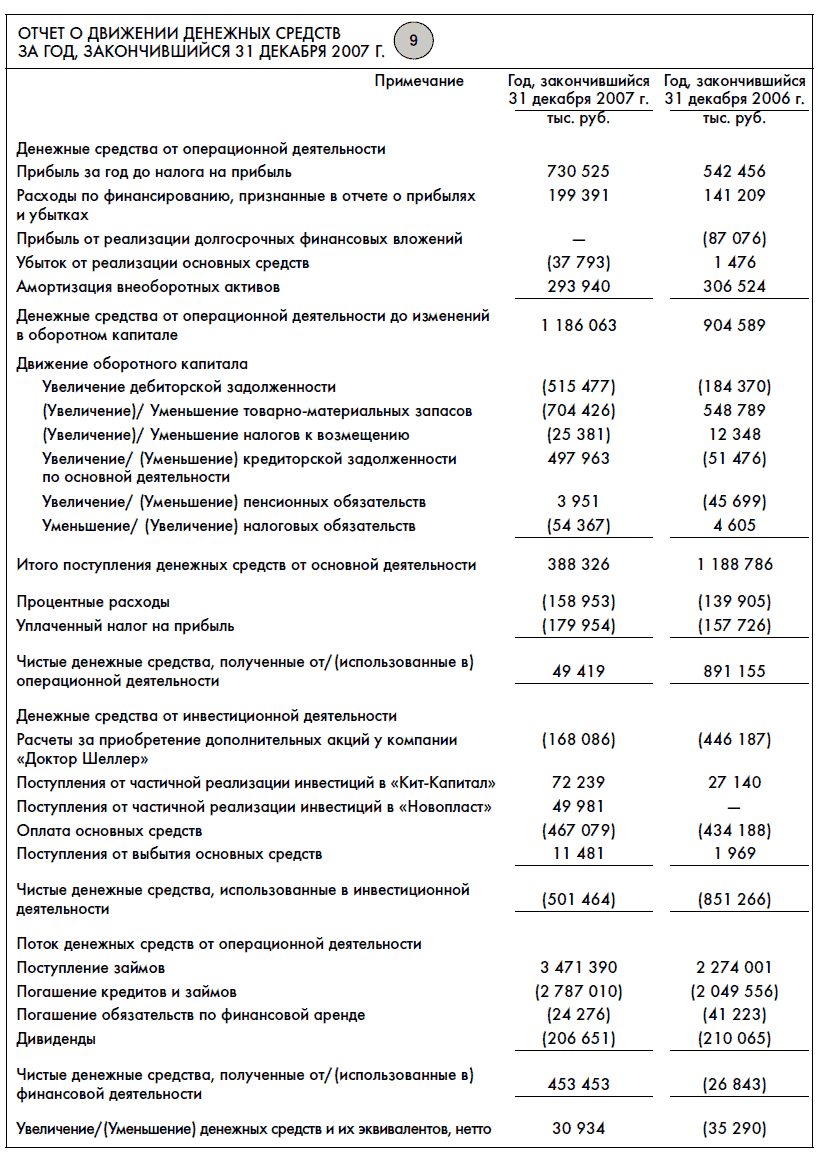 ОТЧЕТ О ДВИЖЕНИИ ДЕНЕЖНЫХ СРЕДСТВ
ЗА ГОД, ЗАКОНЧИВШИЙСЯ 31 ДЕКАБРЯ 2007 Г. 9
Примечание Год, закончившийся Год, закончившийся
31 декабря 2007 г. 31 декабря 2006 г.
тыс. руб. тыс. руб.
Денежные средства от операционной деятельности
Прибыль за год до налога на прибыль 730 525 542 456
Расходы по финансированию, признанные в отчете о прибылях 199 391 141 209
и убытках
Прибыль от реализации долгосрочных финансовых вложений — (87 076)
Убыток от реализации основных средств (37 793) 1 476
Амортизация внеоборотных активов 293 940 306 524
Денежные средства от операционной деятельности до изменений
в оборотном капитале 1 186 063 904 589
Движение оборотного капитала
Увеличение дебиторской задолженности (515 477) (184 370)
(Увеличение)/ Уменьшение товарно-материальных запасов (704 426) 548 789
(Увеличение)/ Уменьшение налогов к возмещению (25 381) 12 348
Увеличение/ (Уменьшение) кредиторской задолженности 497 963 (51 476)
по основной деятельности
Увеличение/ (Уменьшение) пенсионных обязательств 3 951 (45 699)
Уменьшение/ (Увеличение) налоговых обязательств (54 367) 4 605
Итого поступления денежных средств от основной деятельности 388 326 1 188 786
Процентные расходы (158 953) (139 905)
Уплаченный налог на прибыль (179 954) (157 726)
Чистые денежные средства, полученные от/(использованные в)
операционной деятельности 49 419 891 155
Денежные средства от инвестиционной деятельности
Расчеты за приобретение дополнительных акций у компании (168 086) (446 187)
«Доктор Шеллер»
Поступления от частичной реализации инвестиций в «Кит-Капитал» 72 239 27 140
Поступления от частичной реализации инвестиций в «Новопласт» 49 981 —
Оплата основных средств (467 079) (434 188)
Поступления от выбытия основных средств 11 481 1 969
Чистые денежные средства, использованные в инвестиционной
деятельности (501 464) (851 266)
Поток денежных средств от операционной деятельности
Поступление займов 3 471 390 2 274 001
Погашение кредитов и займов (2 787 010) (2 049 556)
Погашение обязательств по финансовой аренде (24 276) (41 223)
Дивиденды (206 651) (210 065)
Чистые денежные средства, полученные от/(использованные в)
финансовой деятельности 453 453 (26 843)
Увеличение/(Уменьшение) денежных средств и их эквивалентов, нетто 30 934 (35 290)